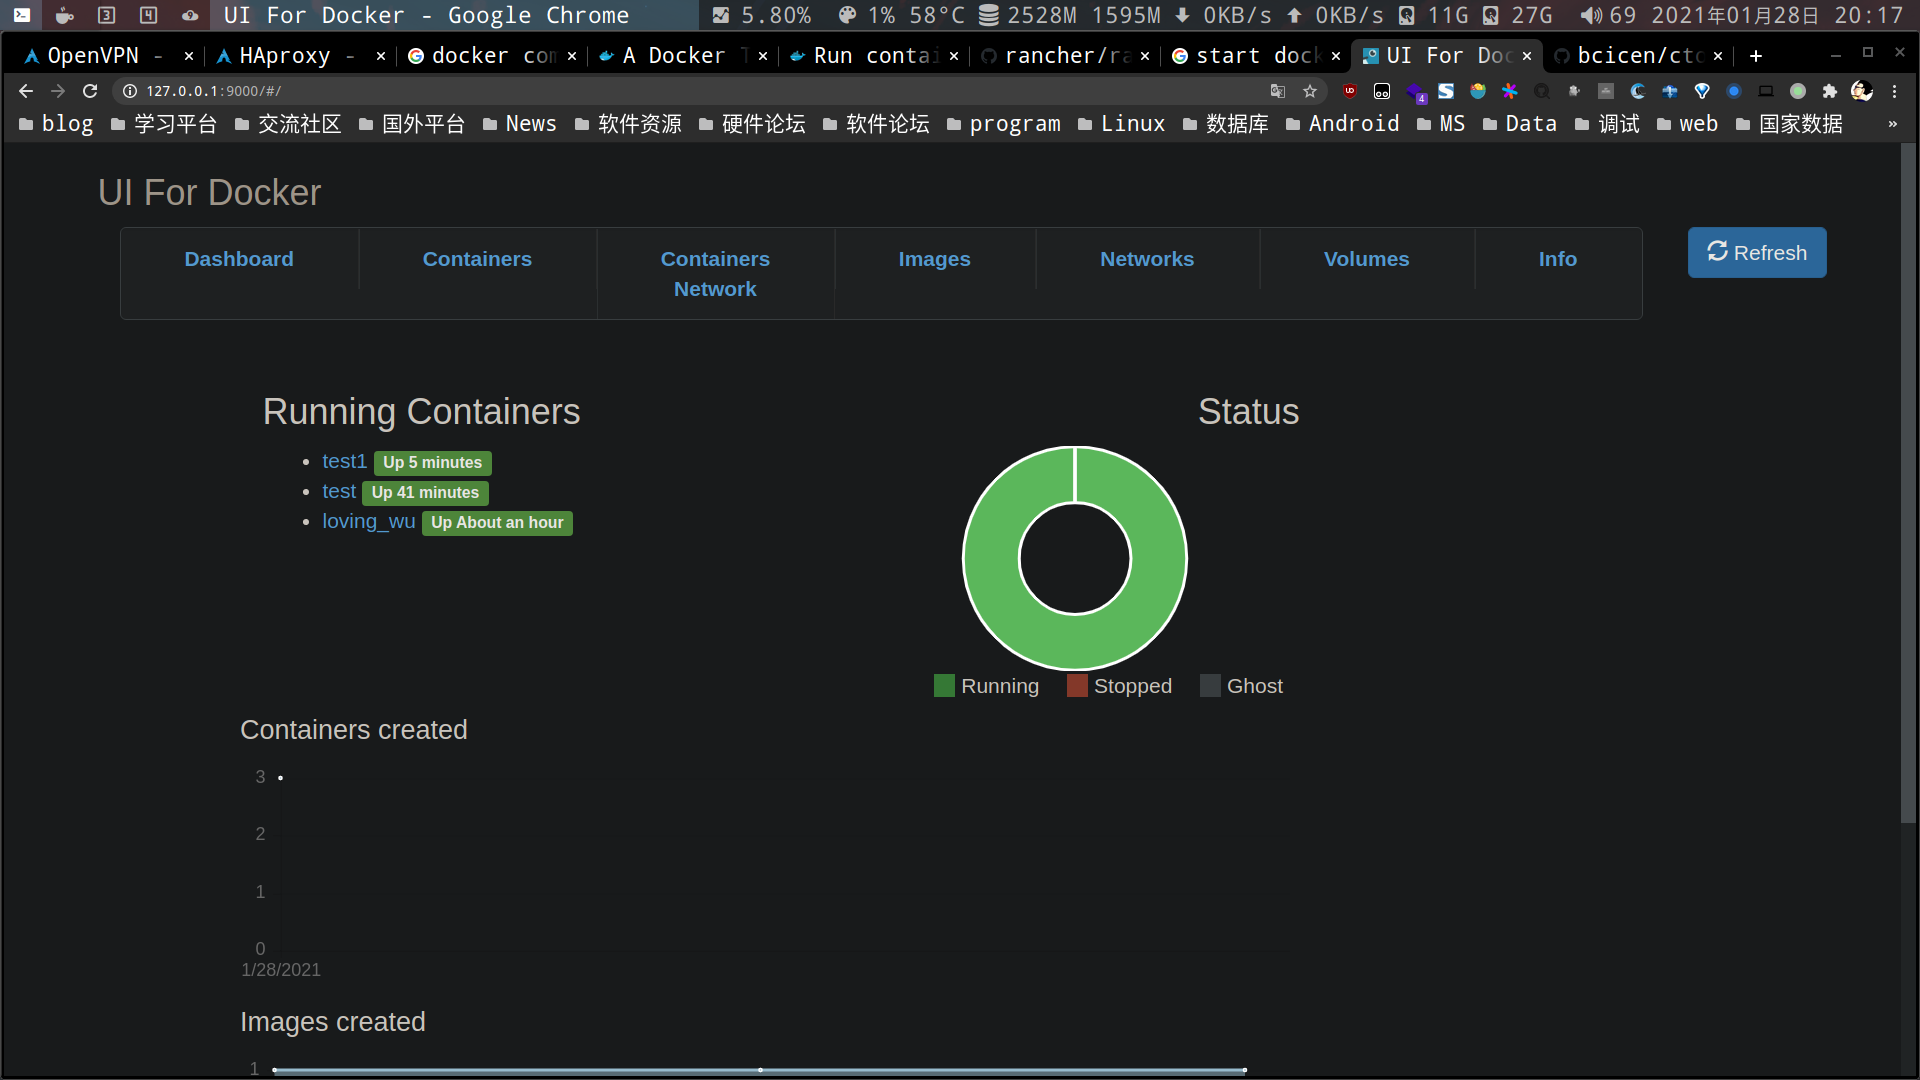 UI For Docker - Google Chrome 5.80% 1% 58°C 2528M 1595M 0KB/s 0KB/s 11G 27G 69 2021年01月28日 20:17
OpenVPN - HAproxy - docker com A Docker Run contai rancher/ra start dock UI For Doc bcicen/cto
127.0.0.1:9000/#/
blog 学习平台 交流社区 国外平台 News 软件资源 硬件论坛 软件论坛 program Linux 数据库 Android MS Data 调试 web 国家数据 »
UI For Docker
Dashboard Containers Containers Network Images Networks Volumes Info Refresh
Running Containers
test1 Up 5 minutes
test Up 41 minutes
loving_wu Up About an hour
Status
Running Stopped Ghost
Containers created
3
2
1
0
1/28/2021
Images created
1